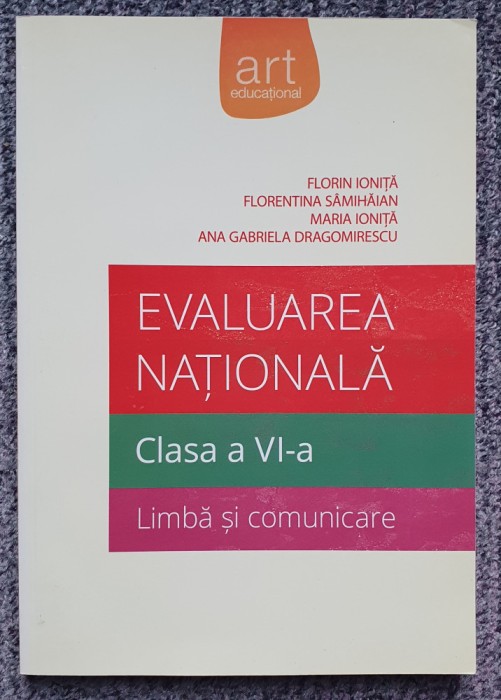 art
educațional
FLORIN IONIȚĂ
FLORENTINA SÂMIHĂIAN
MARIA IONIȚĂ
ANA GABRIELA DRAGOMIRESCU
EVALUAREA
NAȚIONALĂ
Clasa a VI-a
Limbă și comunicare